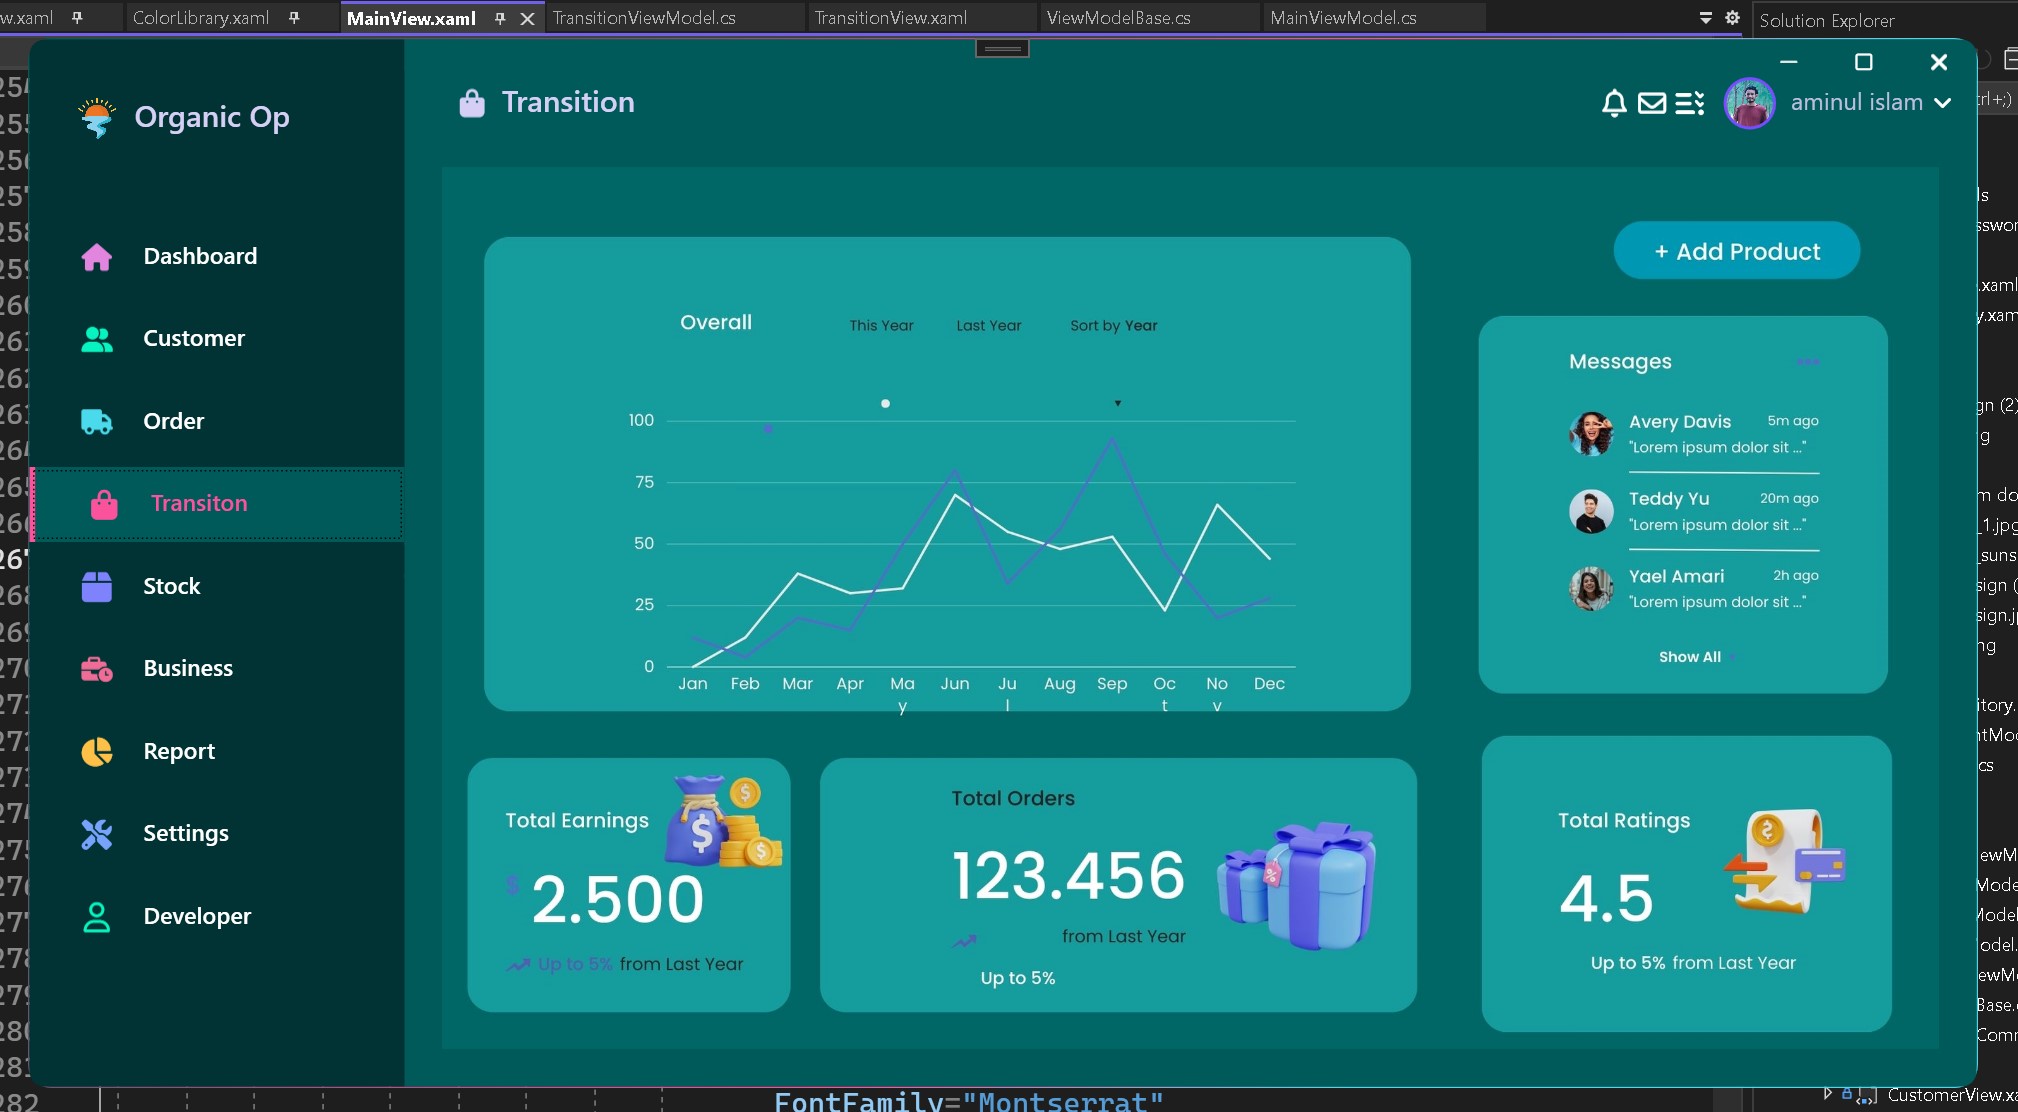 w.xaml
ColorLibrary.xaml
MainView.xaml
TransitionViewModel.cs
TransitionView.xaml
ViewModelBase.cs
MainViewModel.cs
Solution Explorer
Organic Op
Transition
aminul islam
Dashboard
Customer
Order
Transiton
Stock
Business
Report
Settings
Developer
+ Add Product
Overall
This Year
Last Year
Sort by Year
100
75
50
25
0
Jan Feb Mar Apr Ma Jun Ju Aug Sep Oc No Dec
y l t v
Messages
Avery Davis 5m ago
"Lorem ipsum dolor sit ..."
Teddy Yu 20m ago
"Lorem ipsum dolor sit ..."
Yael Amari 2h ago
"Lorem ipsum dolor sit ..."
Show All
Total Earnings
$ 2.500
Up to 5% from Last Year
Total Orders
123.456
from Last Year
Up to 5%
Total Ratings
4.5
Up to 5% from Last Year
282
FontFamily="Montserrat"
CustomerView.xa